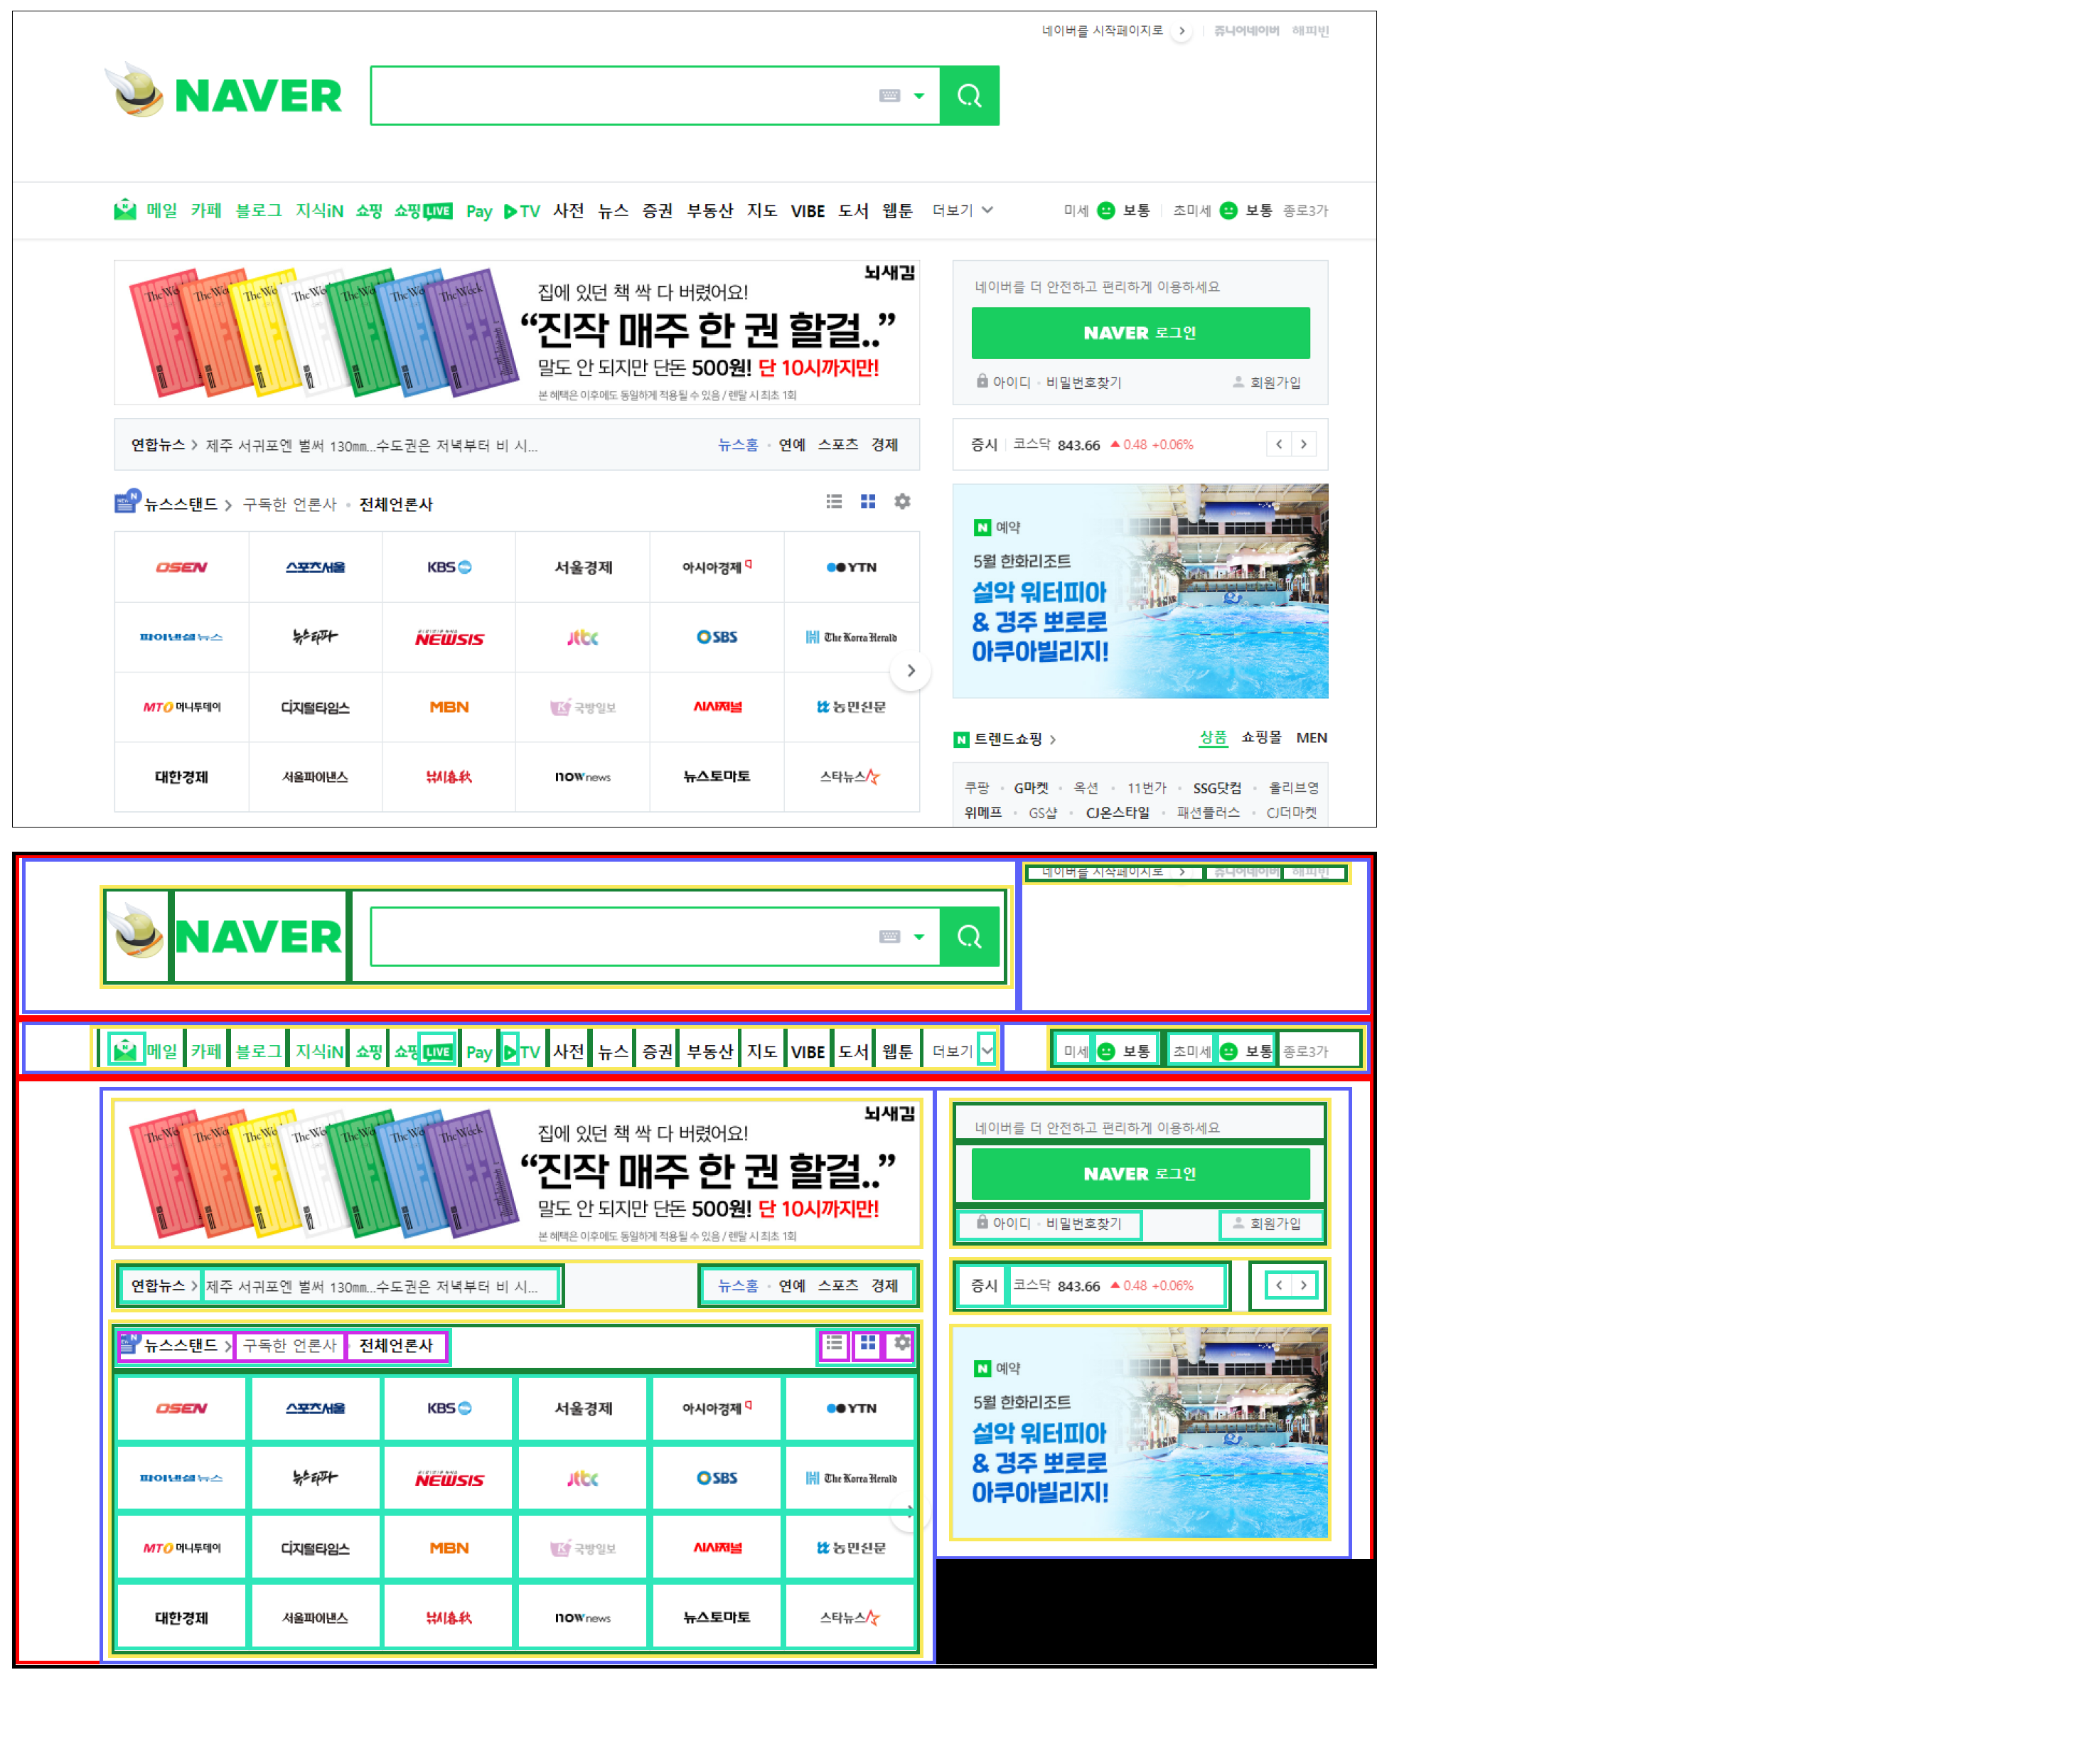 네이버를 시작페이지로 쥬니어네이버 해피빈
NAVER
메일 카페 블로그 지식iN 쇼핑 쇼핑LIVE Pay TV 사전 뉴스 증권 부동산 지도 VIBE 도서 웹툰 더보기 미세 보통 초미세 보통 종로3가
뇌새김
집에 있던 책 싹 다 버렸어요!
“진작 매주 한 권 할걸..”
말도 안 되지만 단돈 500원! 단 10시까지만!
본 혜택은 이후에도 동일하게 적용될 수 있음 / 렌탈 시 최초 1회
The Week
네이버를 더 안전하고 편리하게 이용하세요
NAVER 로그인
아이디 · 비밀번호찾기 회원가입
연합뉴스 > 제주 서귀포엔 벌써 130㎜...수도권은 저녁부터 비 시... 뉴스홈 · 연예 스포츠 경제
증시 코스닥 843.66 ▲0.48 +0.06%
뉴스스탠드 > 구독한 언론사 · 전체언론사
OSEN 스포츠서울 KBS 서울경제 아시아경제 YTN
파이낸셜뉴스 뉴스타파 NEWSIS jtbc SBS The Korea Herald
MTO 머니투데이 디지털타임스 MBN K 국방일보 시사저널 농민신문
대한경제 서울파이낸스 낚시春秋 nownews 뉴스토마토 스타뉴스
N 예약
5월 한화리조트
설악 워터피아
& 경주 뽀로로
아쿠아빌리지!
N 트렌드쇼핑 > 상품 쇼핑몰 MEN
쿠팡 · G마켓 · 옥션 · 11번가 · SSG닷컴 · 올리브영
위메프 · GS샵 · CJ온스타일 · 패션플러스 · CJ더마켓
네이버를 시작페이지로 쥬니어네이버 해피빈
NAVER
메일 카페 블로그 지식iN 쇼핑 쇼핑LIVE Pay TV 사전 뉴스 증권 부동산 지도 VIBE 도서 웹툰 더보기 미세 보통 초미세 보통 종로3가
뇌새김
집에 있던 책 싹 다 버렸어요!
“진작 매주 한 권 할걸..”
말도 안 되지만 단돈 500원! 단 10시까지만!
본 혜택은 이후에도 동일하게 적용될 수 있음 / 렌탈 시 최초 1회
The Week
네이버를 더 안전하고 편리하게 이용하세요
NAVER 로그인
아이디 · 비밀번호찾기 회원가입
연합뉴스 > 제주 서귀포엔 벌써 130㎜...수도권은 저녁부터 비 시... 뉴스홈 · 연예 스포츠 경제
증시 코스닥 843.66 ▲0.48 +0.06%
뉴스스탠드 > 구독한 언론사 전체언론사
OSEN 스포츠서울 KBS 서울경제 아시아경제 YTN
파이낸셜뉴스 뉴스타파 NEWSIS jtbc SBS The Korea Herald
MTO 머니투데이 디지털타임스 MBN K 국방일보 시사저널 농민신문
대한경제 서울파이낸스 낚시春秋 nownews 뉴스토마토 스타뉴스
N 예약
5월 한화리조트
설악 워터피아
& 경주 뽀로로
아쿠아빌리지!